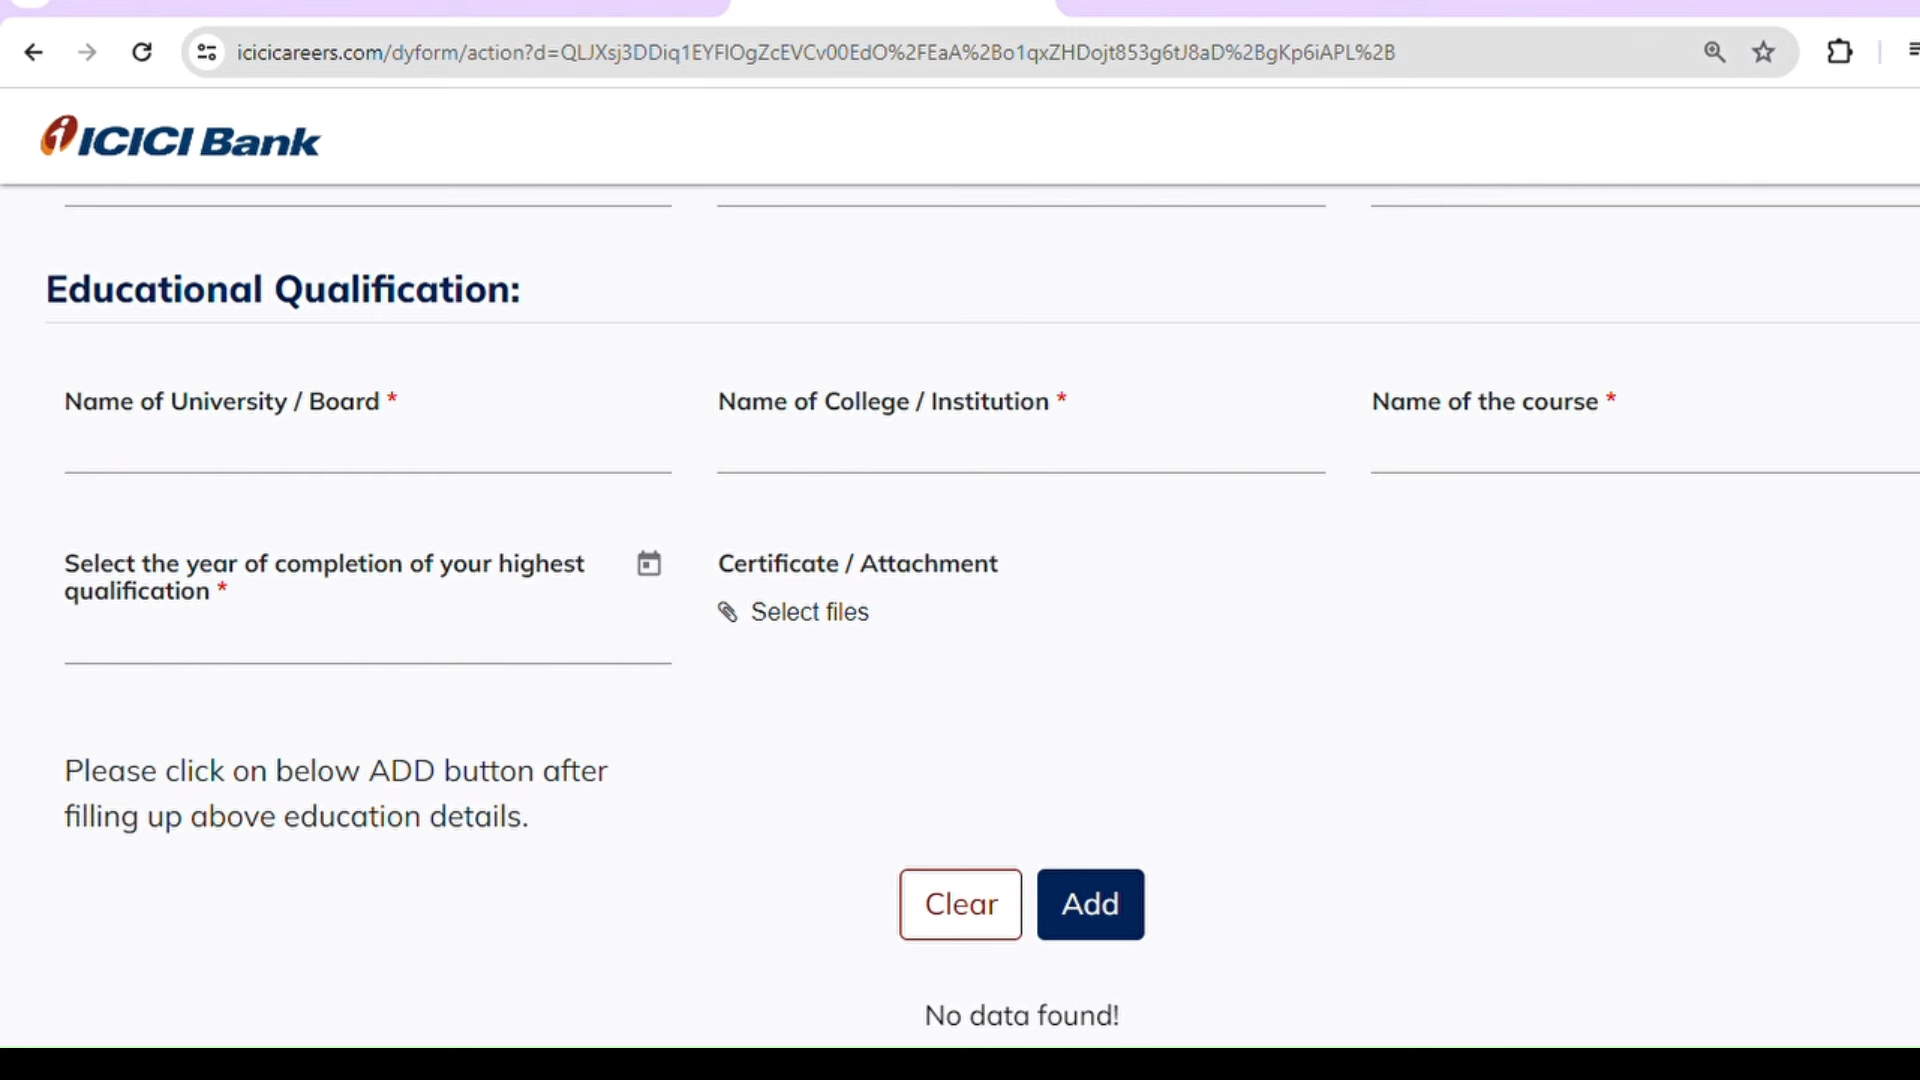 icicicareers.com/dyform/action?d=QLJXsj3DDiq1EYFlOgZcEVCv00EdO%2FEaA%2Bo1qxZHDojt853g6tJ8aD%2BgKp6iAPL%2B
ICICI Bank
Educational Qualification:
Name of University / Board *
Name of College / Institution *
Name of the course *
Select the year of completion of your highest
qualification *
Certificate / Attachment
Select files
Please click on below ADD button after
filling up above education details.
Clear
Add
No data found!